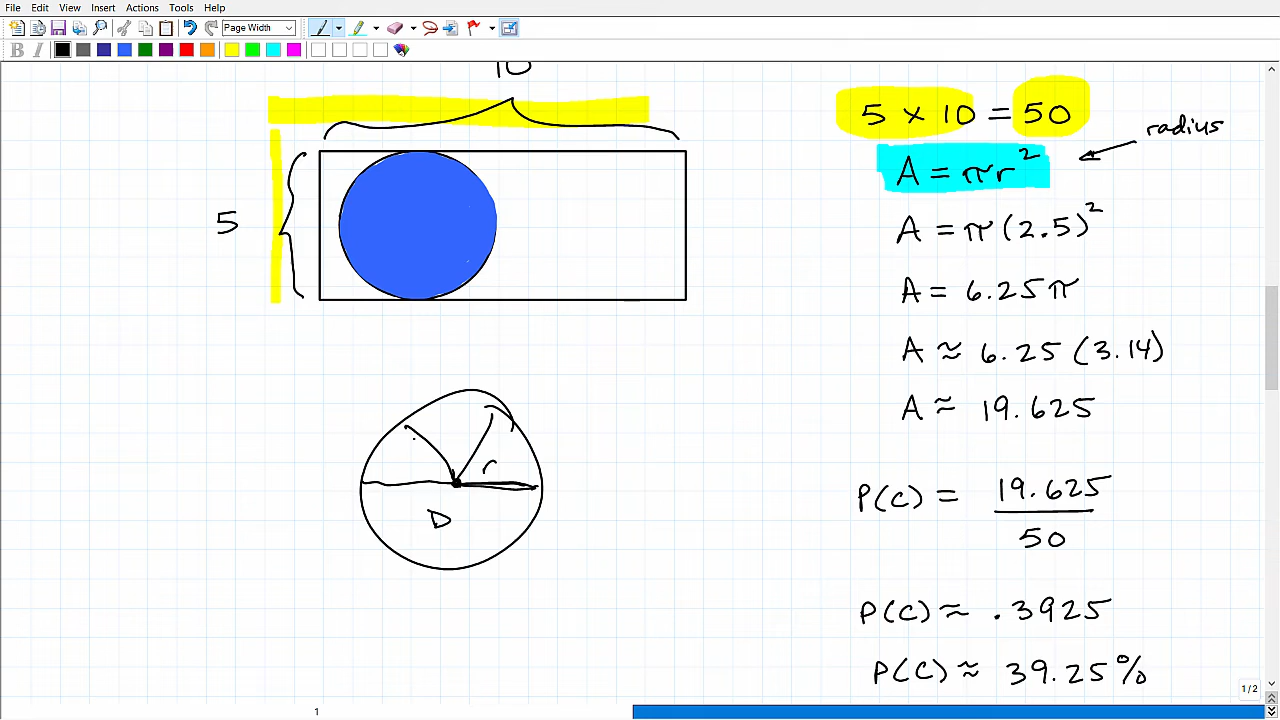 File Edit View Insert Actions Tools Help
Page Width
B I
10
5 × 10 = 50
radius
A = πr²
5
A = π(2.5)²
A = 6.25π
A ≈ 6.25 (3.14)
A ≈ 19.625
r
D
P(C) = 19.625
50
P(C) ≈ .3925
P(C) ≈ 39.25%
1/2
1